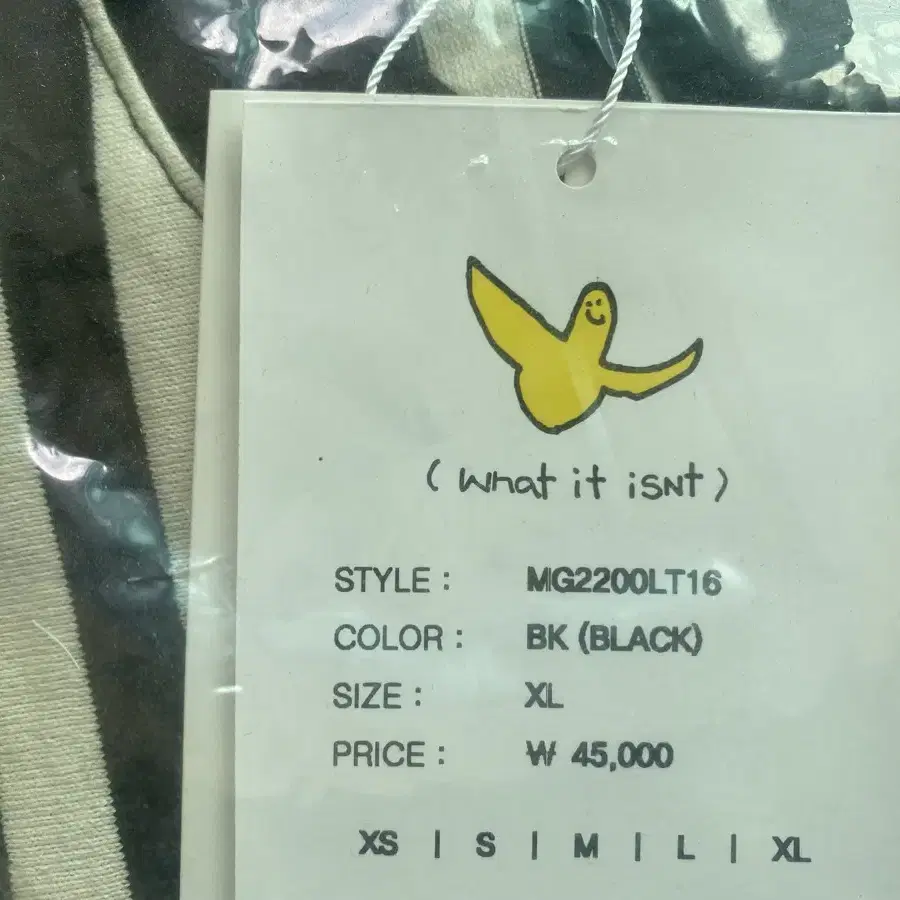 (What it isNt)
STYLE : MG2200LT16
COLOR : BK (BLACK)
SIZE : XL
PRICE : ₩ 45,000
XS | S | M | L | XL